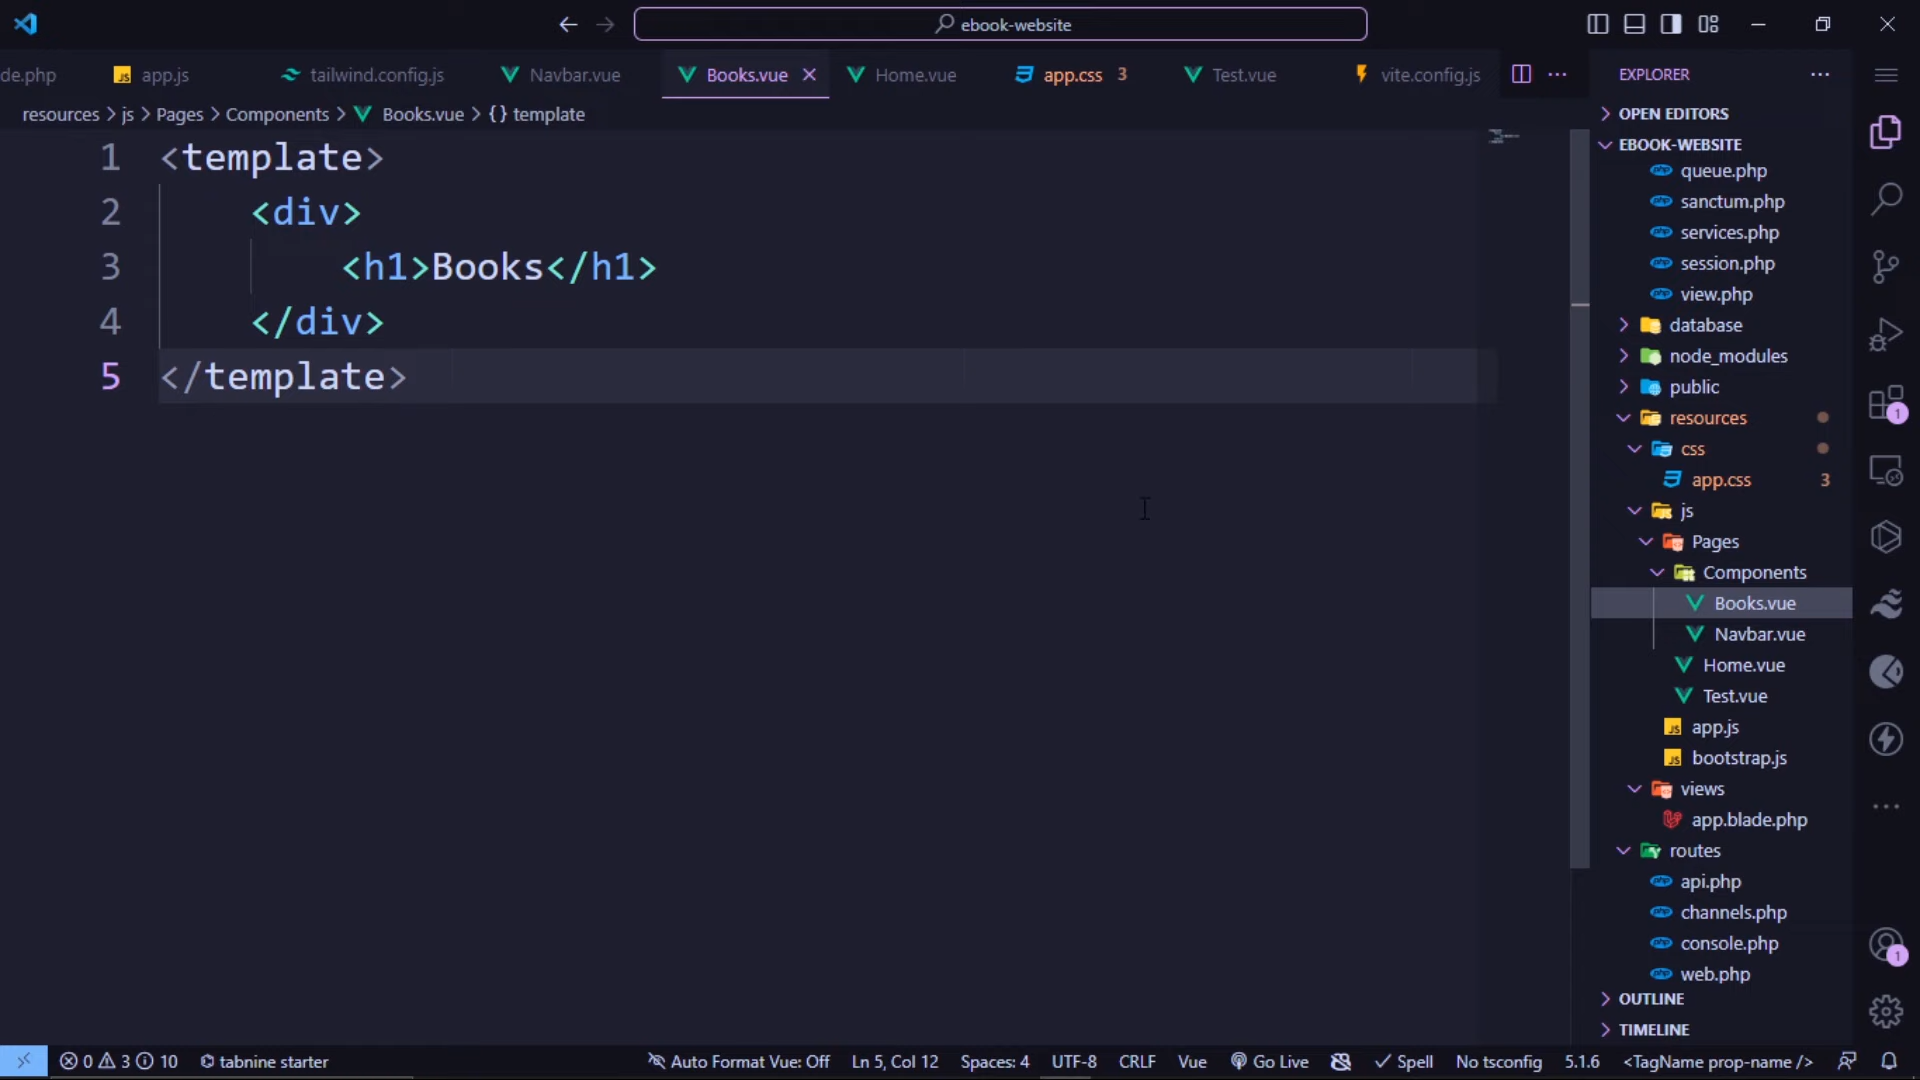 ebook-website
de.php
app.js
tailwind.config.js
Navbar.vue
Books.vue
Home.vue
app.css 3
Test.vue
vite.config.js
resources > js > Pages > Components > Books.vue > {} template
1 <template>
2 <div>
3 <h1>Books</h1>
4 </div>
5 </template>
EXPLORER
OPEN EDITORS
EBOOK-WEBSITE
queue.php
sanctum.php
services.php
session.php
view.php
database
node_modules
public
resources
css
app.css 3
js
Pages
Components
Books.vue
Navbar.vue
Home.vue
Test.vue
app.js
bootstrap.js
views
app.blade.php
routes
api.php
channels.php
console.php
web.php
OUTLINE
TIMELINE
1
1
0 3 10 tabnine starter Auto Format Vue: Off Ln 5, Col 12 Spaces: 4 UTF-8 CRLF Vue Go Live Spell No tsconfig 5.1.6 <TagName prop-name />